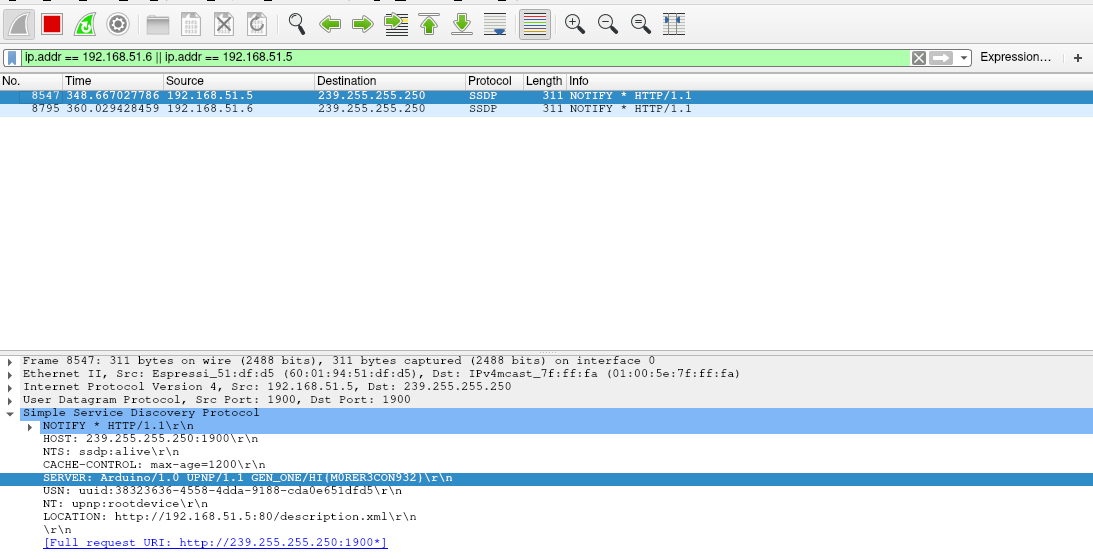 ip.addr == 192.168.51.6 || ip.addr == 192.168.51.5 Expression… +
No. Time Source Destination Protocol Length Info
8547 348.667027786 192.168.51.5 239.255.255.250 SSDP 311 NOTIFY * HTTP/1.1
8795 360.029428459 192.168.51.6 239.255.255.250 SSDP 311 NOTIFY * HTTP/1.1
Frame 8547: 311 bytes on wire (2488 bits), 311 bytes captured (2488 bits) on interface 0
Ethernet II, Src: Espressi_51:df:d5 (60:01:94:51:df:d5), Dst: IPv4mcast_7f:ff:fa (01:00:5e:7f:ff:fa)
Internet Protocol Version 4, Src: 192.168.51.5, Dst: 239.255.255.250
User Datagram Protocol, Src Port: 1900, Dst Port: 1900
Simple Service Discovery Protocol
NOTIFY * HTTP/1.1\r\n
HOST: 239.255.255.250:1900\r\n
NTS: ssdp:alive\r\n
CACHE-CONTROL: max-age=1200\r\n
SERVER: Arduino/1.0 UPNP/1.1 GEN_ONE/HI{M0RER3CON932}\r\n
USN: uuid:38323636-4558-4dda-9188-cda0e651dfd5\r\n
NT: upnp:rootdevice\r\n
LOCATION: http://192.168.51.5:80/description.xml\r\n
\r\n
[Full request URI: http://239.255.255.250:1900*]